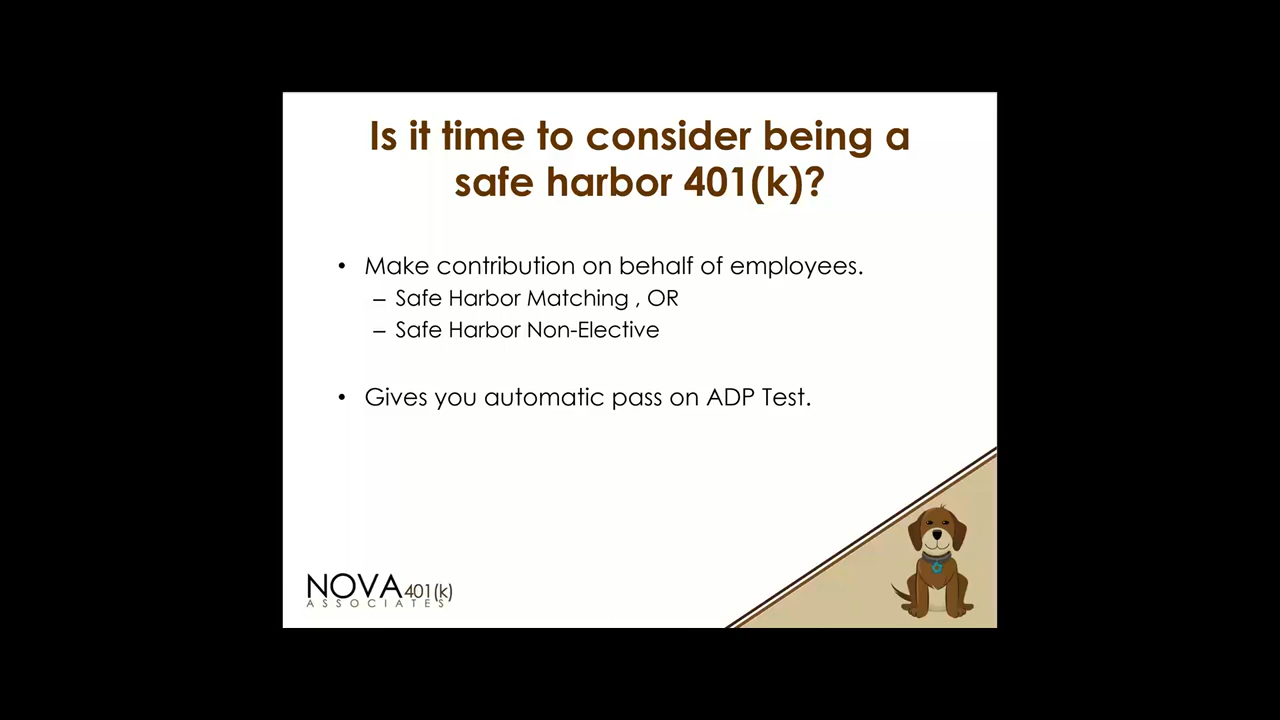 Is it time to consider being a
safe harbor 401(k)?
• Make contribution on behalf of employees.
– Safe Harbor Matching , OR
– Safe Harbor Non-Elective
• Gives you automatic pass on ADP Test.
NOVA 401(k)
ASSOCIATES